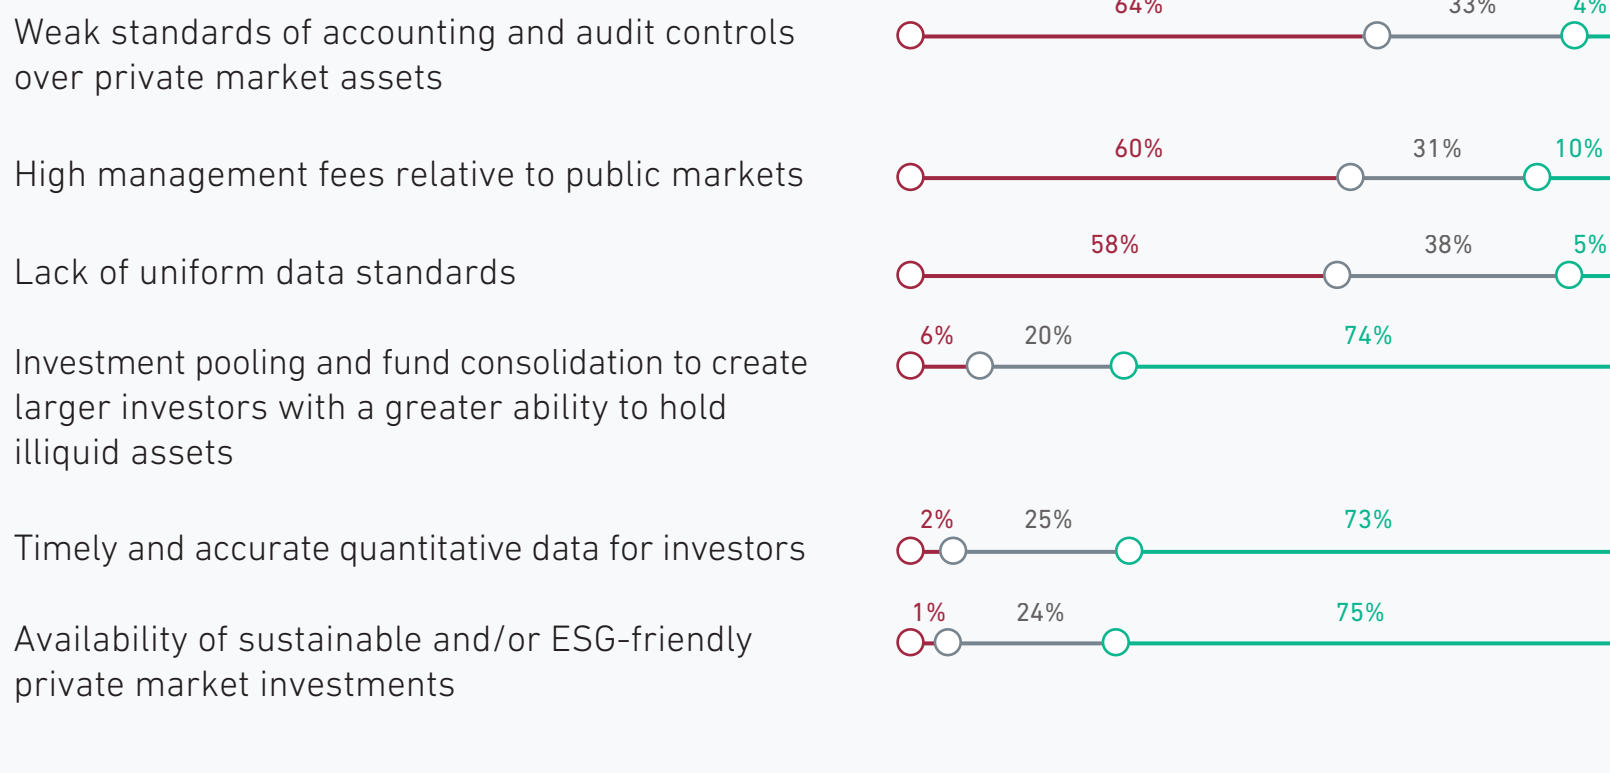 64% 33% 4%
Weak standards of accounting and audit controls
over private market assets
60% 31% 10%
High management fees relative to public markets
58% 38% 5%
Lack of uniform data standards
6% 20% 74%
Investment pooling and fund consolidation to create
larger investors with a greater ability to hold
illiquid assets
2% 25% 73%
Timely and accurate quantitative data for investors
1% 24% 75%
Availability of sustainable and/or ESG-friendly
private market investments